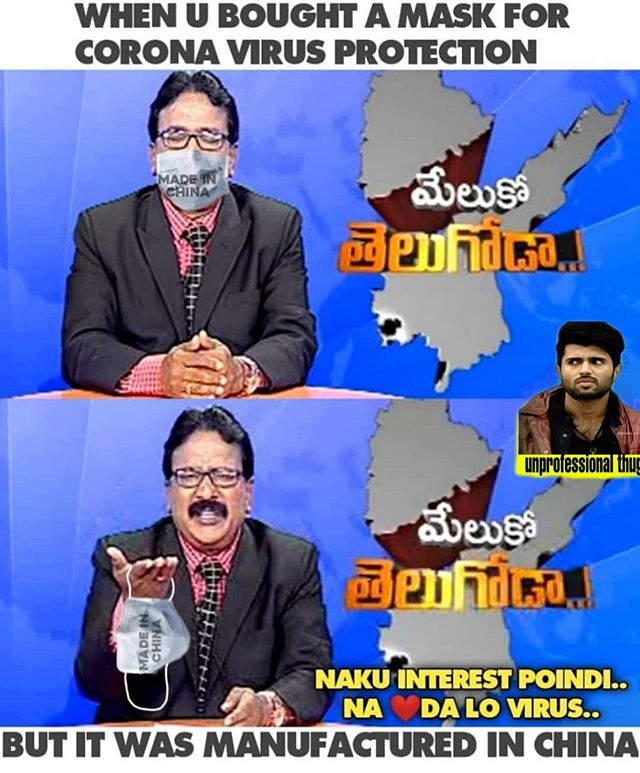 WHEN U BOUGHT A MASK FOR
CORONA VIRUS PROTECTION
MADE IN
CHINA
మేలుకో
తెలుగోడా..!
unprofessional thug
మేలుకో
తెలుగోడా..!
MADE IN
CHINA
NAKU INTEREST POINDI..
NA ❤DA LO VIRUS..
BUT IT WAS MANUFACTURED IN CHINA